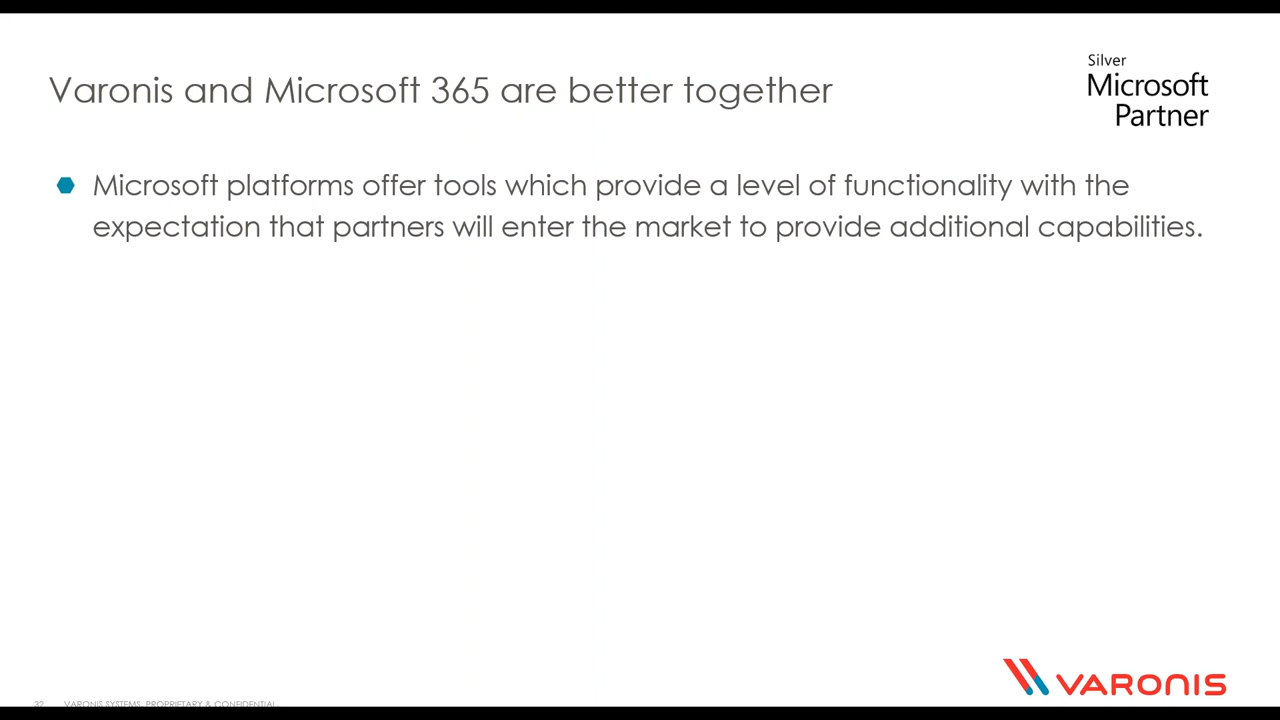 Varonis and Microsoft 365 are better together
Silver
Microsoft
Partner
Microsoft platforms offer tools which provide a level of functionality with the
expectation that partners will enter the market to provide additional capabilities.
32 VARONIS SYSTEMS. PROPRIETARY & CONFIDENTIAL
VARONIS